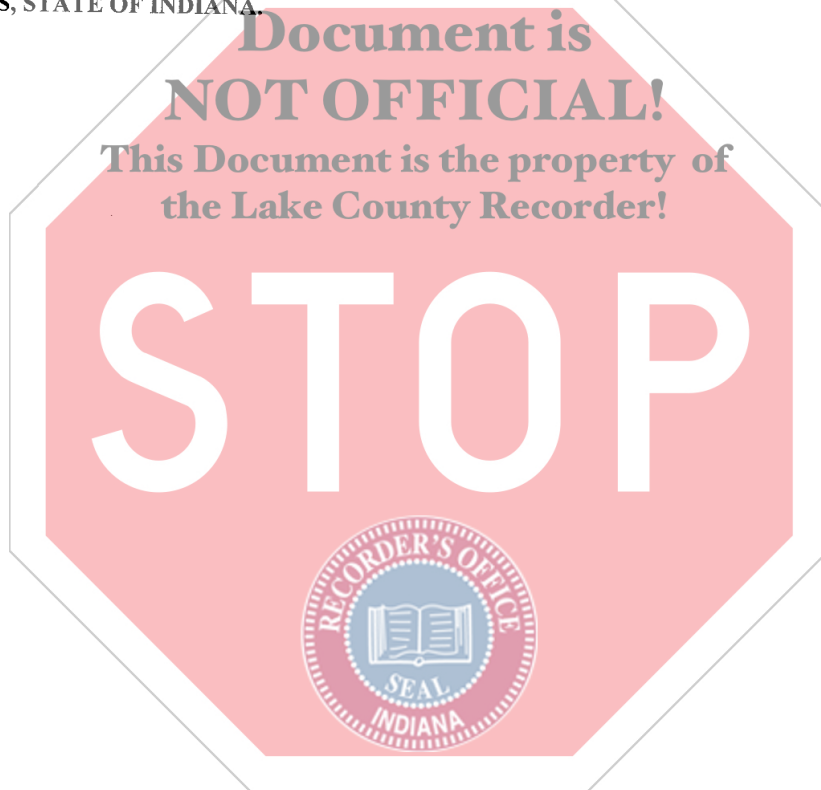 S, STATE OF INDIANA.
Document is
NOT OFFICIAL!
This Document is the property of
the Lake County Recorder!
STOP
RECORDER'S OFFICE
SEAL
INDIANA